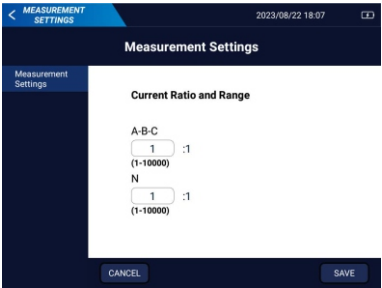 < MEASUREMENT
SETTINGS
2023/08/22 18:07
Measurement Settings
Measurement
Settings
Current Ratio and Range
A-B-C
1 :1
(1-10000)
N
1 :1
(1-10000)
CANCEL
SAVE